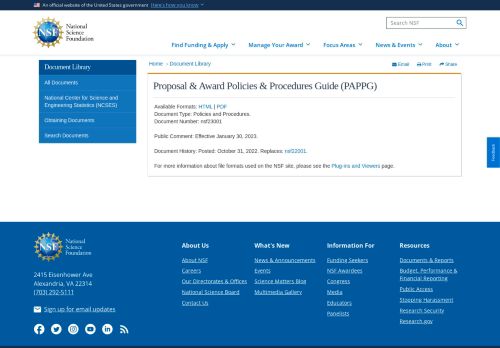 An official website of the United States government Here's how you know
National Science Foundation
Search NSF
Find Funding & Apply
Manage Your Award
Focus Areas
News & Events
About
Document Library
All Documents
National Center for Science and Engineering Statistics (NCSES)
Obtaining Documents
Search Documents
Home
Document Library
Email
Print
Share
Proposal & Award Policies & Procedures Guide (PAPPG)
Available Formats: HTML | PDF
Document Type: Policies and Procedures.
Document Number: nsf23001
Public Comment: Effective January 30, 2023.
Document History: Posted: October 31, 2022. Replaces: nsf22001.
For more information about file formats used on the NSF site, please see the Plug-ins and Viewers page.
Feedback
National Science Foundation
2415 Eisenhower Ave
Alexandria, VA 22314
(703) 292-5111
Sign up for email updates
About Us
About NSF
Careers
Our Directorates & Offices
National Science Board
Contact Us
What's New
News & Announcements
Events
Science Matters Blog
Multimedia Gallery
Information For
Funding Seekers
NSF Awardees
Congress
Media
Educators
Panelists
Resources
Documents & Reports
Budget, Performance & Financial Reporting
Public Access
Stopping Harassment
Research Security
Research.gov